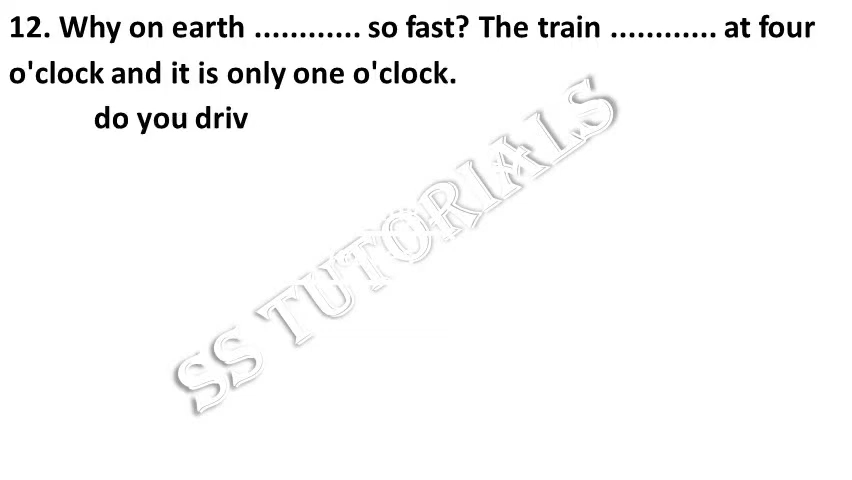 12. Why on earth ............ so fast? The train ............ at four
o'clock and it is only one o'clock.
do you driv
SS TUTORIALS